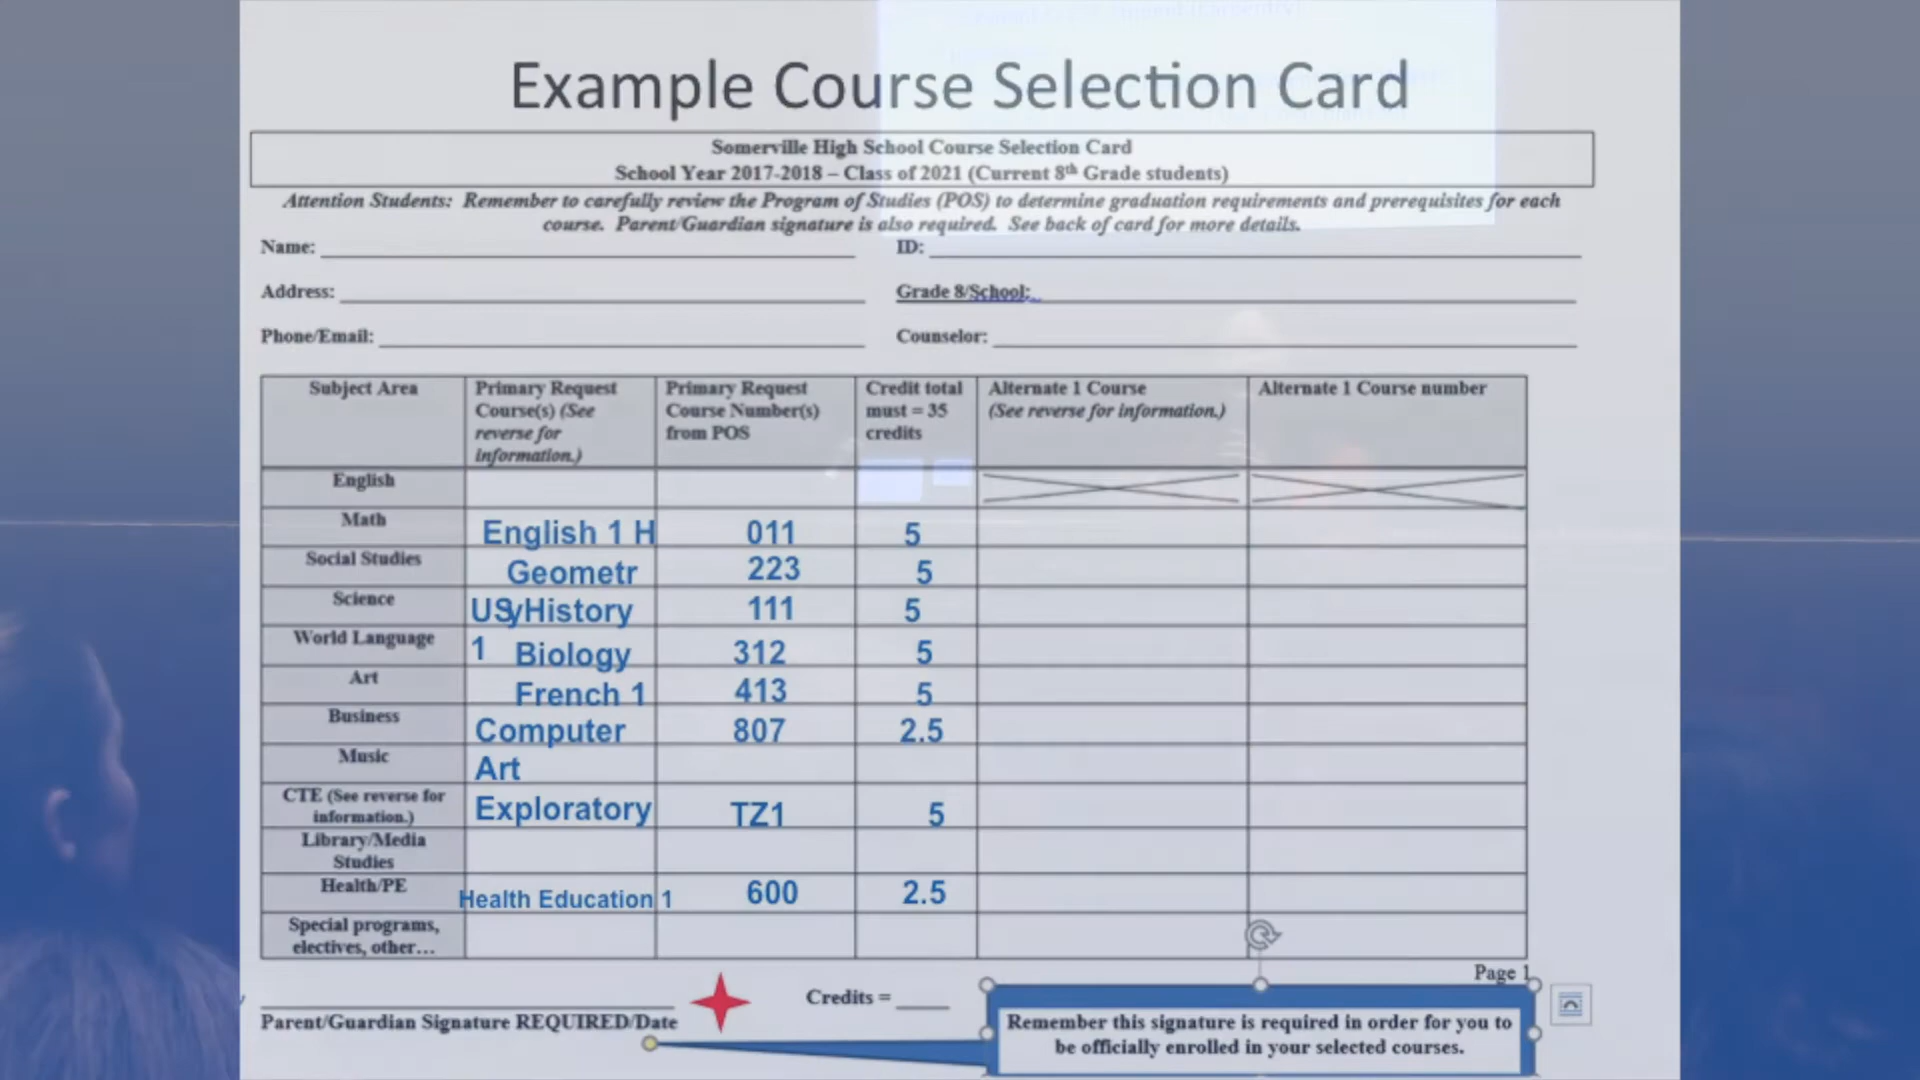 Example Course Selection Card
Somerville High School Course Selection Card
School Year 2017-2018 – Class of 2021 (Current 8th Grade students)
Attention Students: Remember to carefully review the Program of Studies (POS) to determine graduation requirements and prerequisites for each
course. Parent/Guardian signature is also required. See back of card for more details.
Name: ID:
Address: Grade 8/School:
Phone/Email: Counselor:
Subject Area Primary Request Course(s) (See reverse for information.) Primary Request Course Number(s) from POS Credit total must = 35 credits Alternate 1 Course (See reverse for information.) Alternate 1 Course number
English
Math English 1 H 011 5
Social Studies Geometr 223 5
Science US y History 111 5
World Language 1 Biology 312 5
Art French 1 413 5
Business Computer 807 2.5
Music Art
CTE (See reverse for information.) Exploratory TZ1 5
Library/Media Studies
Health/PE Health Education 1 600 2.5
Special programs, electives, other…
Page 1
Credits = ____
Parent/Guardian Signature REQUIRED/Date
Remember this signature is required in order for you to
be officially enrolled in your selected courses.